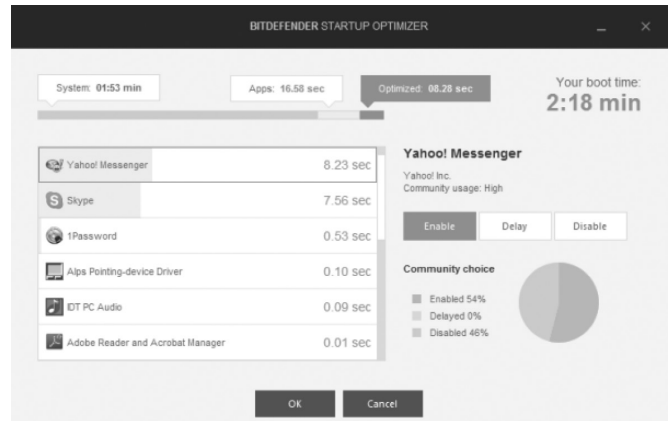 BITDEFENDER STARTUP OPTIMIZER
System: 01:53 min
Apps: 16.58 sec
Optimized: 08.28 sec
Your boot time:
2:18 min
Yahoo! Messenger 8.23 sec
Skype 7.56 sec
1Password 0.53 sec
Alps Pointing-device Driver 0.10 sec
IDT PC Audio 0.09 sec
Adobe Reader and Acrobat Manager 0.01 sec
Yahoo! Messenger
Yahoo! Inc.
Community usage: High
Enable Delay Disable
Community choice
Enabled 54%
Delayed 0%
Disabled 46%
OK Cancel